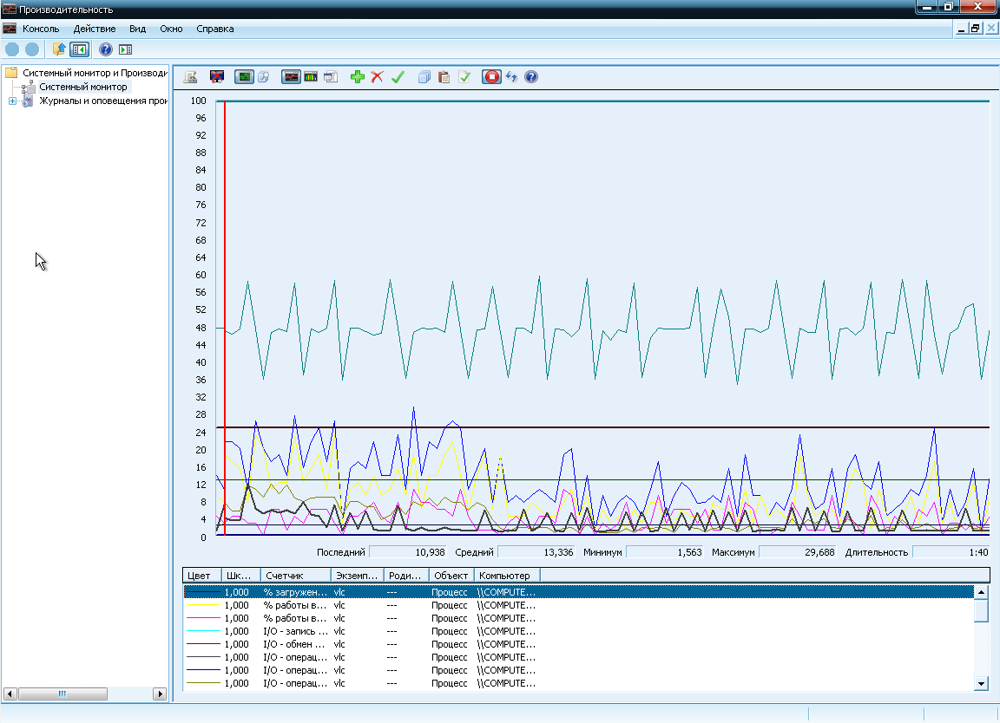 Производительность
Консоль Действие Вид Окно Справка
Системный монитор и Производи
Системный монитор
Журналы и оповещения прои
100
96
92
88
84
80
76
72
68
64
60
56
52
48
44
40
36
32
28
24
20
16
12
8
4
0
Последний 10,938 Средний 13,336 Минимум 1,563 Максимум 29,688 Длительность 1:40
Цвет Шк... Счетчик Экземп... Роди... Объект Компьютер
1,000 % загружен... vlc --- Процесс \\COMPUTE...
1,000 % работы в... vlc --- Процесс \\COMPUTE...
1,000 % работы в... vlc --- Процесс \\COMPUTE...
1,000 I/O - запись ... vlc --- Процесс \\COMPUTE...
1,000 I/O - обмен ... vlc --- Процесс \\COMPUTE...
1,000 I/O - операц... vlc --- Процесс \\COMPUTE...
1,000 I/O - операц... vlc --- Процесс \\COMPUTE...
1,000 I/O - операц... vlc --- Процесс \\COMPUTE...